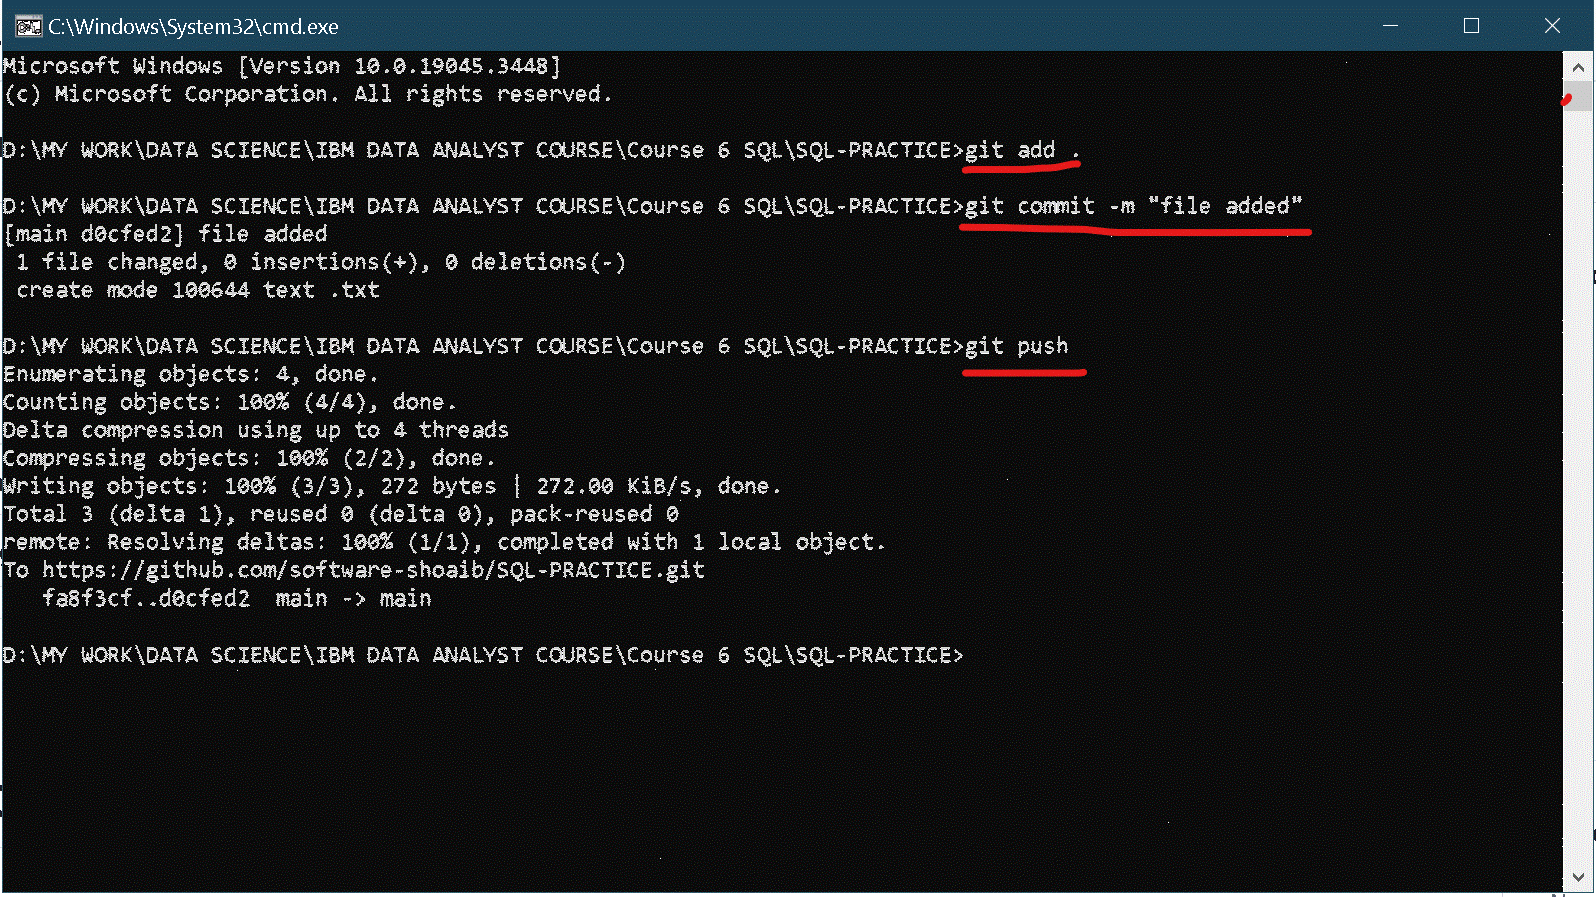 C:\Windows\System32\cmd.exe
Microsoft Windows [Version 10.0.19045.3448]
(c) Microsoft Corporation. All rights reserved.
D:\MY WORK\DATA SCIENCE\IBM DATA ANALYST COURSE\Course 6 SQL\SQL-PRACTICE>git add .
D:\MY WORK\DATA SCIENCE\IBM DATA ANALYST COURSE\Course 6 SQL\SQL-PRACTICE>git commit -m "file added"
[main d0cfed2] file added
 1 file changed, 0 insertions(+), 0 deletions(-)
 create mode 100644 text .txt
D:\MY WORK\DATA SCIENCE\IBM DATA ANALYST COURSE\Course 6 SQL\SQL-PRACTICE>git push
Enumerating objects: 4, done.
Counting objects: 100% (4/4), done.
Delta compression using up to 4 threads
Compressing objects: 100% (2/2), done.
Writing objects: 100% (3/3), 272 bytes | 272.00 KiB/s, done.
Total 3 (delta 1), reused 0 (delta 0), pack-reused 0
remote: Resolving deltas: 100% (1/1), completed with 1 local object.
To https://github.com/software-shoaib/SQL-PRACTICE.git
   fa8f3cf..d0cfed2  main -> main
D:\MY WORK\DATA SCIENCE\IBM DATA ANALYST COURSE\Course 6 SQL\SQL-PRACTICE>